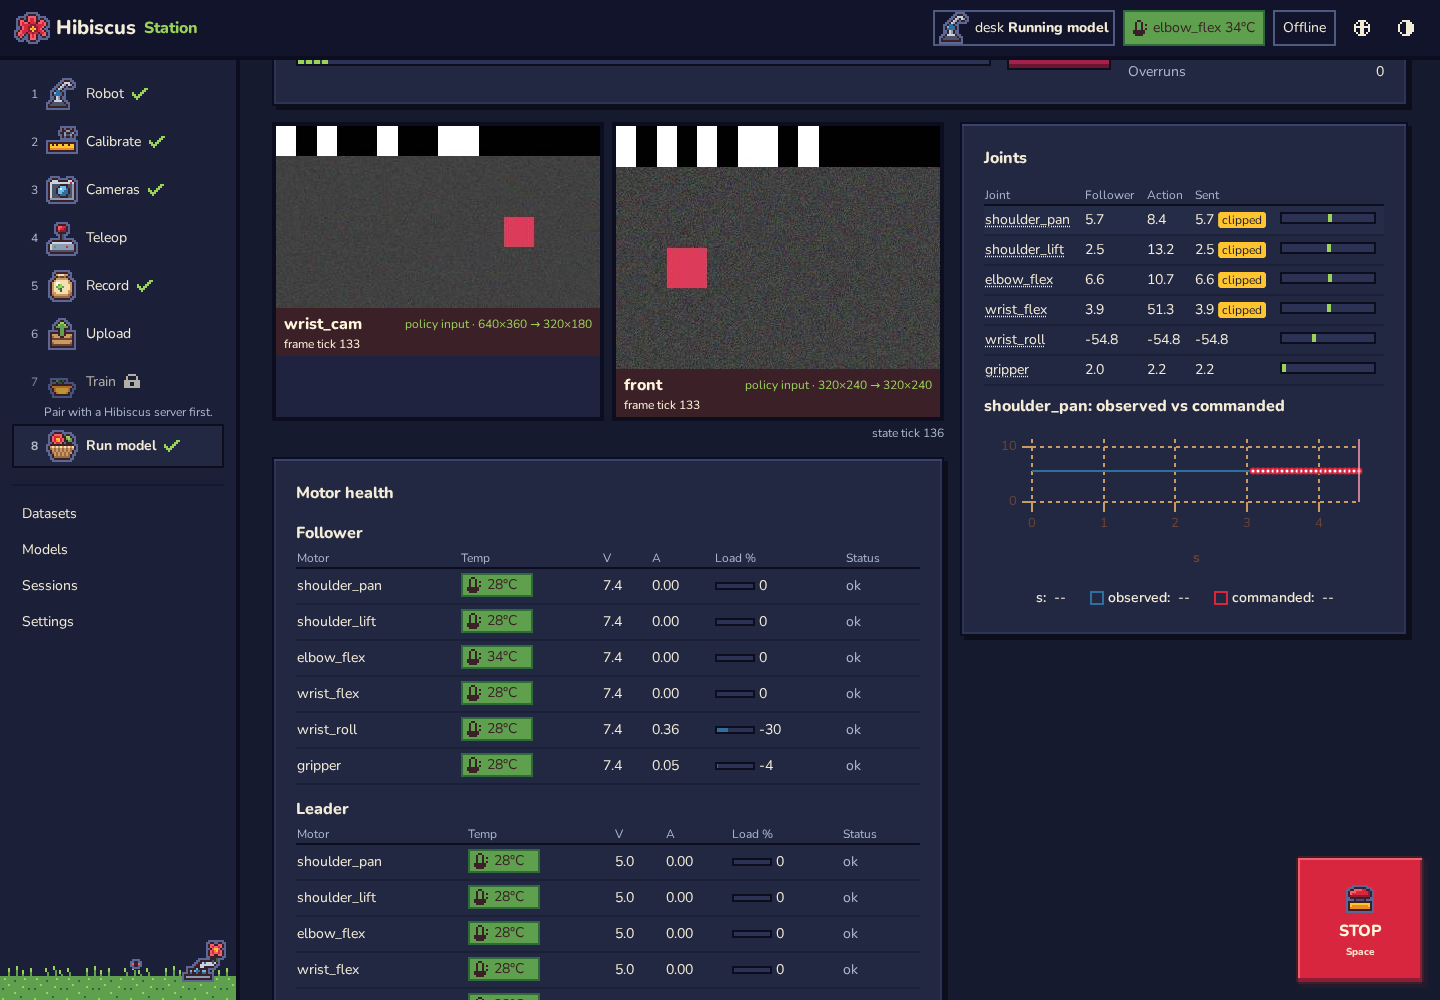 Hibiscus Station
desk Running model
elbow_flex 34°C
Offline
1 Robot
2 Calibrate
3 Cameras
4 Teleop
5 Record
6 Upload
7 Train
Pair with a Hibiscus server first.
8 Run model
Datasets
Models
Sessions
Settings
Overruns 0
wrist_cam policy input · 640×360 → 320×180
frame tick 133
front policy input · 320×240 → 320×240
frame tick 133
state tick 136
Motor health
Follower
Motor Temp V A Load % Status
shoulder_pan 28°C 7.4 0.00 0 ok
shoulder_lift 28°C 7.4 0.00 0 ok
elbow_flex 34°C 7.4 0.00 0 ok
wrist_flex 28°C 7.4 0.00 0 ok
wrist_roll 28°C 7.4 0.36 -30 ok
gripper 28°C 7.4 0.05 -4 ok
Leader
Motor Temp V A Load % Status
shoulder_pan 28°C 5.0 0.00 0 ok
shoulder_lift 28°C 5.0 0.00 0 ok
elbow_flex 28°C 5.0 0.00 0 ok
wrist_flex 28°C 5.0 0.00 0 ok
Joints
Joint Follower Action Sent
shoulder_pan 5.7 8.4 5.7 clipped
shoulder_lift 2.5 13.2 2.5 clipped
elbow_flex 6.6 10.7 6.6 clipped
wrist_flex 3.9 51.3 3.9 clipped
wrist_roll -54.8 -54.8 -54.8
gripper 2.0 2.2 2.2
shoulder_pan: observed vs commanded
10
0
0 1 2 3 4
s
s: -- observed: -- commanded: --
STOP
Space